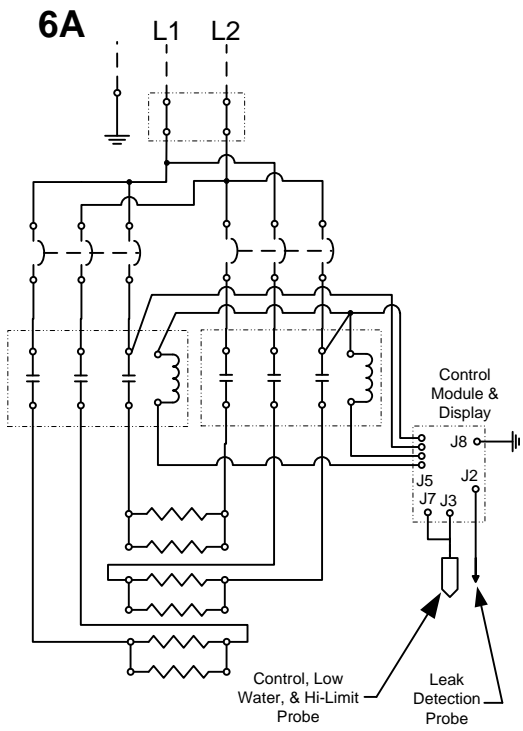 6A
L1 L2
Control
Module &
Display
J8
J5
J2
J7 J3
Control, Low
Water, & Hi-Limit
Probe
Leak
Detection
Probe